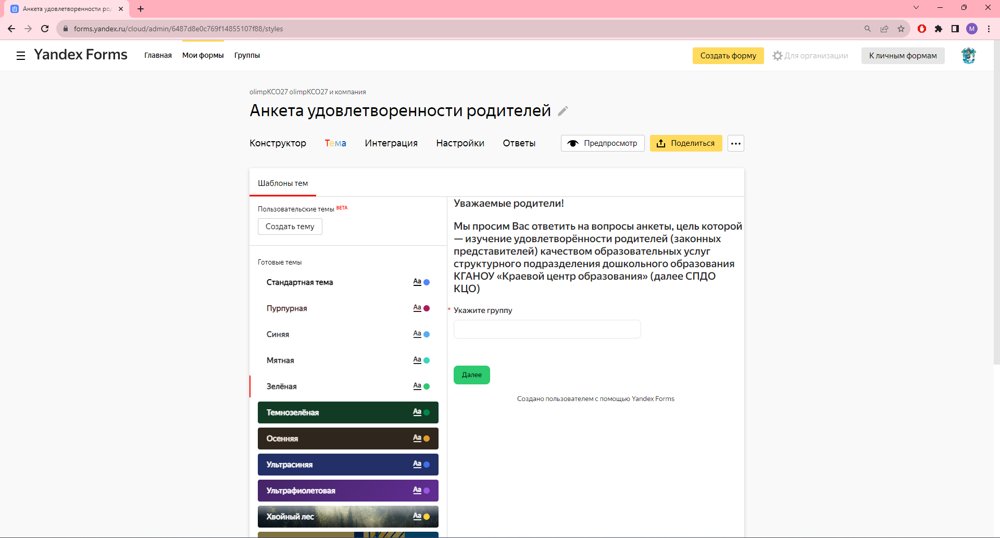 Анкета удовлетворенности род
forms.yandex.ru/cloud/admin/6487d8e0c769f14855107f88/styles
M
Yandex Forms
Главная
Мои формы
Группы
Создать форму
Для организации
К личным формам
olimpKCO27 olimpKCO27 и компания
Анкета удовлетворенности родителей
Конструктор
Тема
Интеграция
Настройки
Ответы
Предпросмотр
Поделиться
Шаблоны тем
Пользовательские темы BETA
Создать тему
Готовые темы
Стандартная тема Aa
Пурпурная Aa
Синяя Aa
Мятная Aa
Зелёная Aa
Темнозелёная Aa
Осенняя Aa
Ультрасиняя Aa
Ультрафиолетовая Aa
Хвойный лес Aa
Уважаемые родители!
Мы просим Вас ответить на вопросы анкеты, цель которой
— изучение удовлетворённости родителей (законных
представителей) качеством образовательных услуг
структурного подразделения дошкольного образования
КГАНОУ «Краевой центр образования» (далее СПДО
КЦО)
* Укажите группу
Далее
Создано пользователем с помощью Yandex Forms